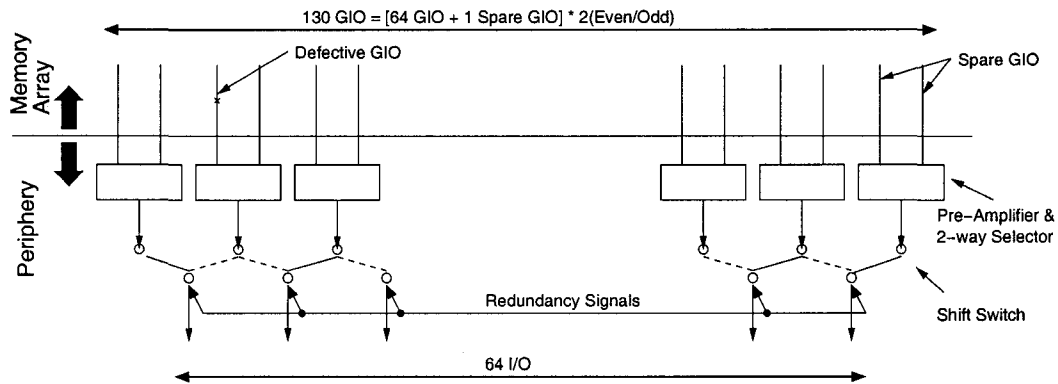 130 GIO = [64 GIO + 1 Spare GIO] * 2(Even/Odd)
Defective GIO
Spare GIO
Memory
Array
Periphery
Pre-Amplifier &
2-way Selector
Redundancy Signals
Shift Switch
64 I/O